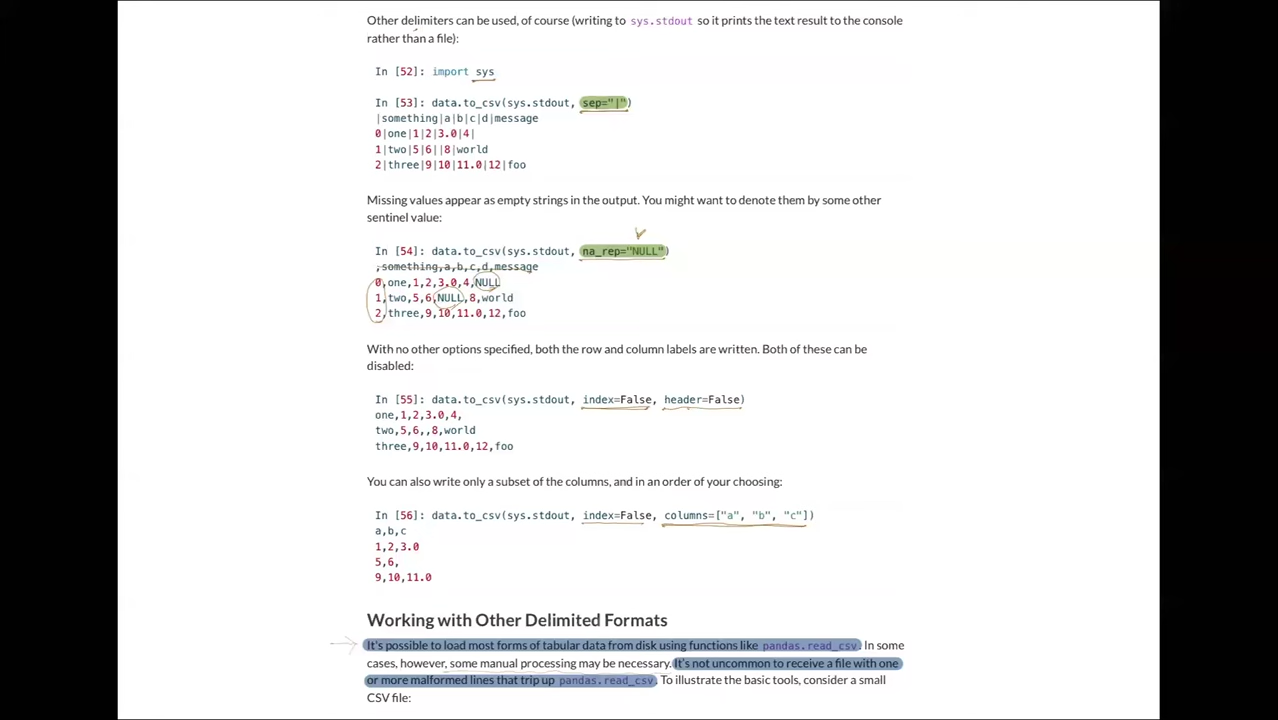 Other delimiters can be used, of course (writing to sys.stdout so it prints the text result to the console
rather than a file):
In [52]: import sys
In [53]: data.to_csv(sys.stdout, sep="|")
|something|a|b|c|d|message
0|one|1|2|3.0|4|
1|two|5|6||8|world
2|three|9|10|11.0|12|foo
Missing values appear as empty strings in the output. You might want to denote them by some other
sentinel value:
In [54]: data.to_csv(sys.stdout, na_rep="NULL")
,something,a,b,c,d,message
0,one,1,2,3.0,4,NULL
1,two,5,6,NULL,8,world
2,three,9,10,11.0,12,foo
With no other options specified, both the row and column labels are written. Both of these can be
disabled:
In [55]: data.to_csv(sys.stdout, index=False, header=False)
one,1,2,3.0,4,
two,5,6,,8,world
three,9,10,11.0,12,foo
You can also write only a subset of the columns, and in an order of your choosing:
In [56]: data.to_csv(sys.stdout, index=False, columns=["a", "b", "c"])
a,b,c
1,2,3.0
5,6,
9,10,11.0
Working with Other Delimited Formats
It's possible to load most forms of tabular data from disk using functions like pandas.read_csv. In some
cases, however, some manual processing may be necessary. It's not uncommon to receive a file with one
or more malformed lines that trip up pandas.read_csv. To illustrate the basic tools, consider a small
CSV file: